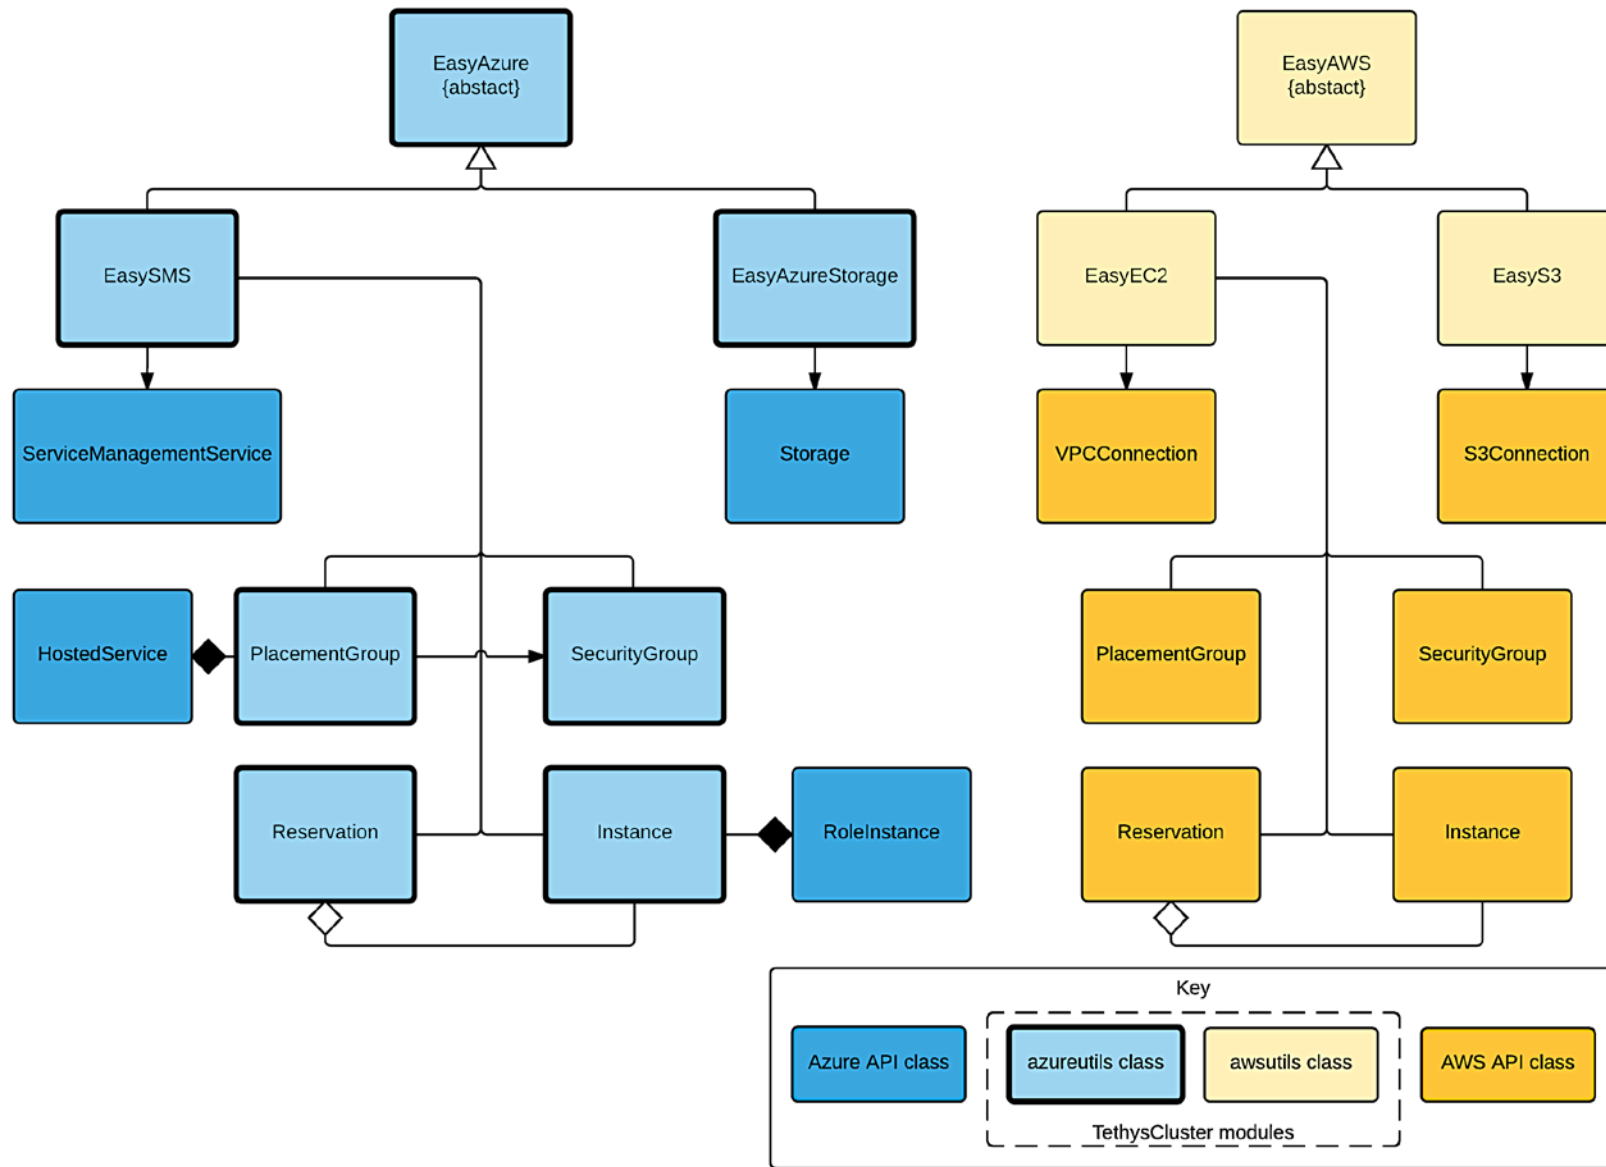 EasyAzure
{abstact}
EasyAWS
{abstact}
EasySMS
EasyAzureStorage
EasyEC2
EasyS3
ServiceManagementService
Storage
VPCConnection
S3Connection
HostedService
PlacementGroup
SecurityGroup
PlacementGroup
SecurityGroup
Reservation
Instance
RoleInstance
Reservation
Instance
Key
Azure API class
azureutils class
awsutils class
AWS API class
TethysCluster modules